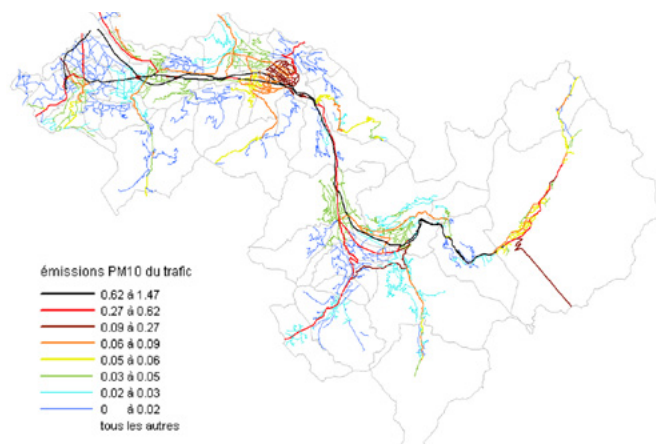 émissions PM10 du trafic
0.62 à 1.47
0.27 à 0.62
0.09 à 0.27
0.06 à 0.09
0.05 à 0.06
0.03 à 0.05
0.02 à 0.03
0 à 0.02
tous les autres